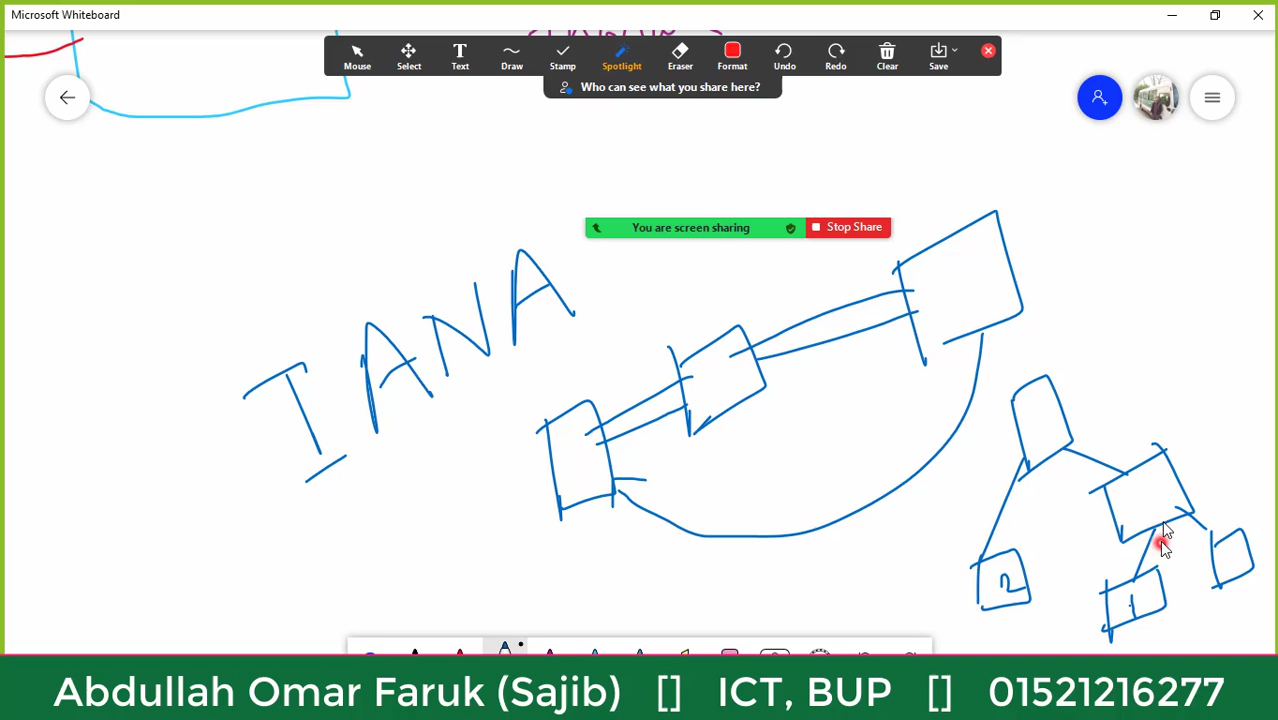 Microsoft Whiteboard
Mouse Select Text Draw Stamp Spotlight Eraser Format Undo Redo Clear Save
Who can see what you share here?
You are screen sharing Stop Share
IANA
2
1
Abdullah Omar Faruk (Sajib) [] ICT, BUP [] 01521216277